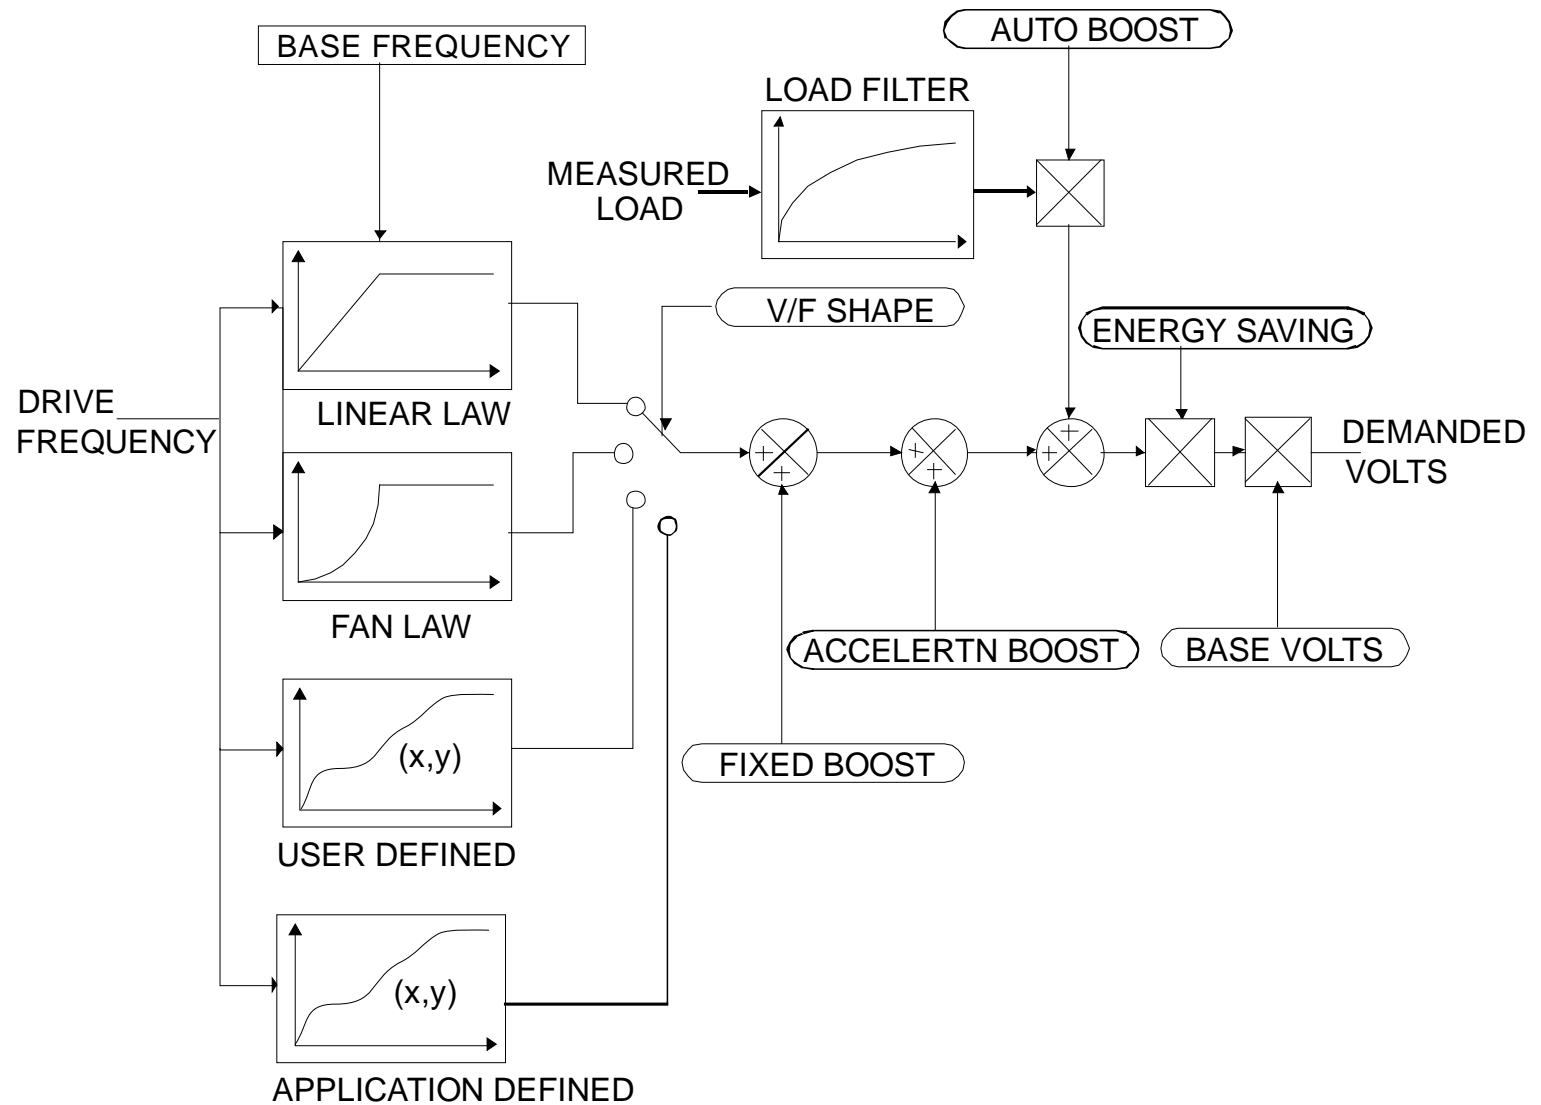 AUTO BOOST
BASE FREQUENCY
LOAD FILTER
MEASURED
LOAD
V/F SHAPE
ENERGY SAVING
DRIVE
FREQUENCY
LINEAR LAW
+
+
+
+
+
+
DEMANDED
VOLTS
FAN LAW
ACCELERTN BOOST
BASE VOLTS
(x,y)
FIXED BOOST
USER DEFINED
(x,y)
APPLICATION DEFINED